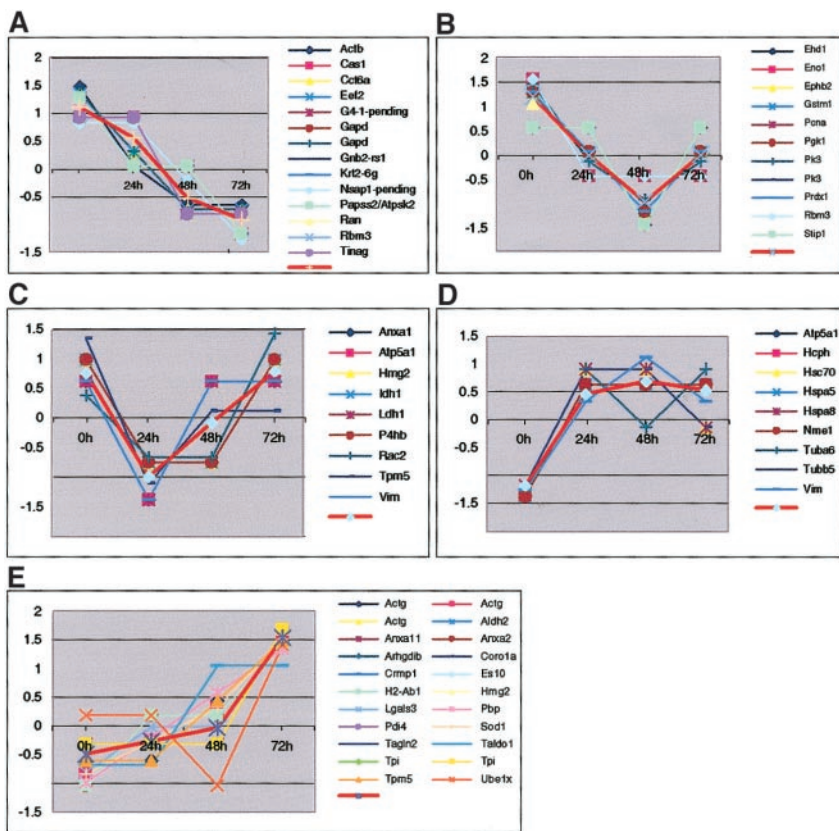 A
2
1.5
1
0.5
0
-0.5
-1
-1.5
24h
48h
72h
Actb
Cas1
Cct6a
Eef2
G4-1-pending
Gapd
Gapd
Gnb2-rs1
Krt2-6g
Nsap1-pending
Papss2/Atpsk2
Ran
Rbm3
Tinag
B
2
1.5
1
0.5
0
-0.5
-1.5
0h
24h
48h
72h
Ehd1
Eno1
Ephb2
Gstm1
Pcna
Pgk1
Pk3
Pk3
Prdx1
Rbm3
Stip1
C
1.5
1
0.5
0
-0.5
-1.5
0h
24h
48h
72h
Anxa1
Atp5a1
Hmg2
Idh1
Ldh1
P4hb
Rac2
Tpm5
Vim
D
1.5
1
0.5
0
-0.5
-1.5
0h
24h
48h
72h
Atp5a1
Hcph
Hsc70
Hspa5
Hspa8
Nme1
Tuba6
Tubb5
Vim
E
2
1.5
1
0.5
0
-0.5
-1.5
0h
24h
48h
72h
Actg Actg
Actg Aldh2
Anxa11 Anxa2
Arhgdib Coro1a
Crmp1 Es10
H2-Ab1 Hmg2
Lgals3 Pbp
Pdi4 Sod1
Tagln2 Taldo1
Tpi Tpi
Tpm5 Ube1x